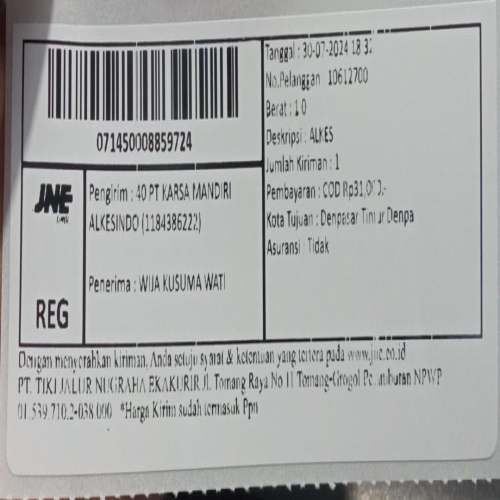 071450008859724
JNE
REG
Pengirim : 40 PT KARSA MANDIRI
ALKESINDO (1184386222)
Penerima : WIJA KUSUMA WATI
Tanggal : 30-07-2024 18:32
No.Pelanggan 10612700
Berat : 1.0
Deskripsi : ALKES
Jumlah Kiriman : 1
Pembayaran : COD Rp31,000.-
Kota Tujuan : Denpasar Timur Denpa
Asuransi : Tidak
Dengan menyerahkan kiriman, Anda setuju syarat & ketentuan yang tertera pada www.jne.co.id
PT. TIKI JALUR NUGRAHA EKAKURIR Jl. Tomang Raya No 11 Tomang-Grogol Petamburan NPWP
01.539.710.2-038.000 *Harga Kirim sudah termasuk Ppn